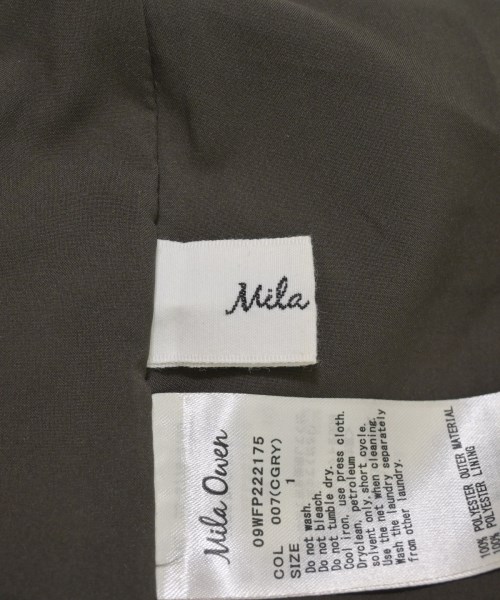 Mila
Mila Owen
09WFP222175
COL 007(CGRY)
SIZE 1
Do not wash.
Do not bleach.
Do not tumble dry.
Cool iron, use press cloth.
Dryclean, petroleum
solvent only,short cycle.
Use the net when cleaning.
Wash the laundry separately
from other laundry.
100% POLYESTER OUTER MATERIAL
100% POLYESTER LINING